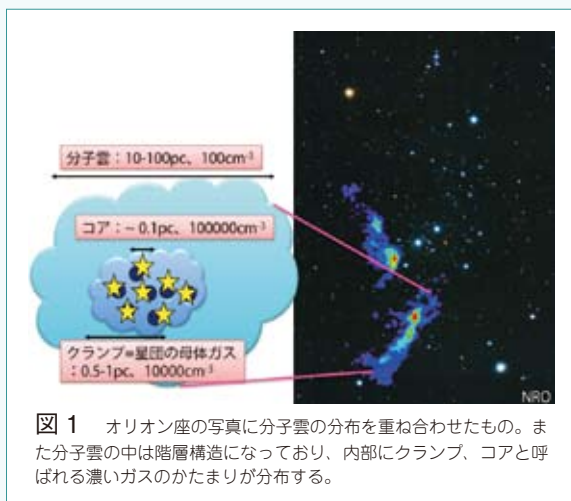 分子雲:10-100pc、100cm⁻³
コア:~0.1pc、100000cm⁻³
クランプ=星団の母体ガス
:0.5-1pc、10000cm⁻³
NRO
図1 オリオン座の写真に分子雲の分布を重ね合わせたもの。ま
た分子雲の中は階層構造になっており、内部にクランプ、コアと呼
ばれる濃いガスのかたまりが分布する。